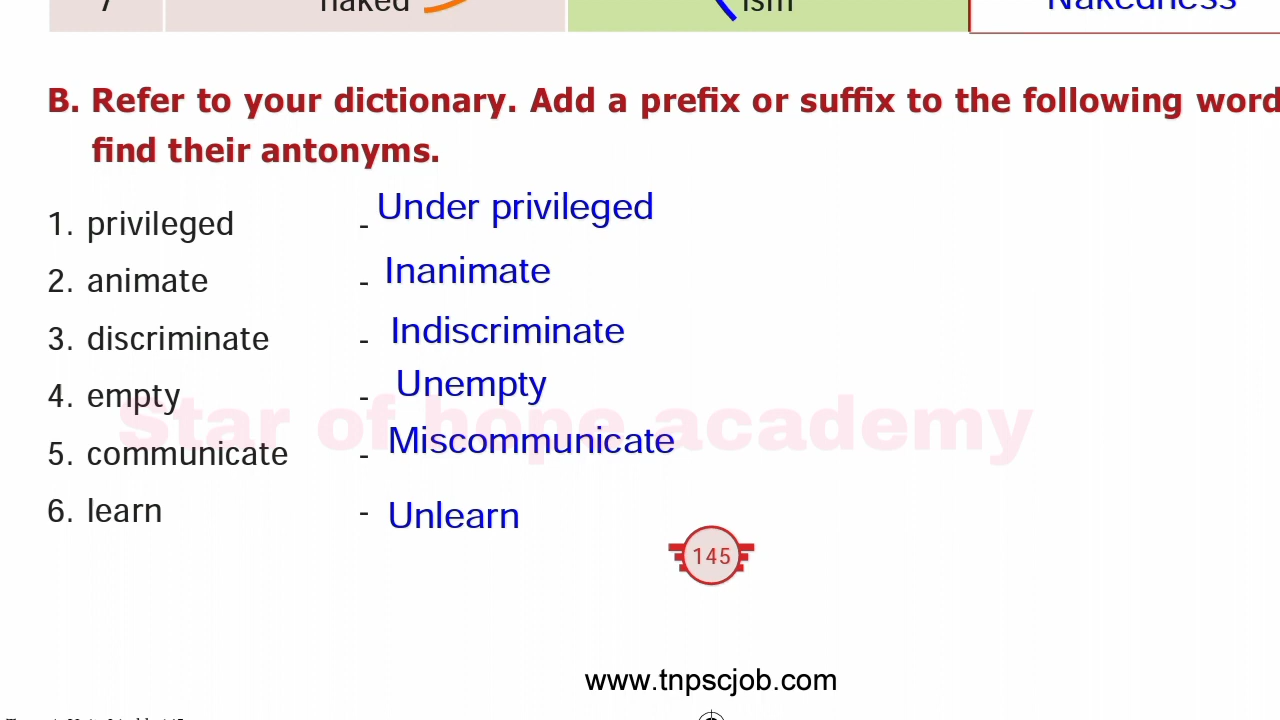 7 naked ism Nakedness
B. Refer to your dictionary. Add a prefix or suffix to the following word
find their antonyms.
1. privileged - Under privileged
2. animate - Inanimate
3. discriminate - Indiscriminate
4. empty - Unempty
Star of hope academy
5. communicate - Miscommunicate
6. learn - Unlearn
145
www.tnpscjob.com